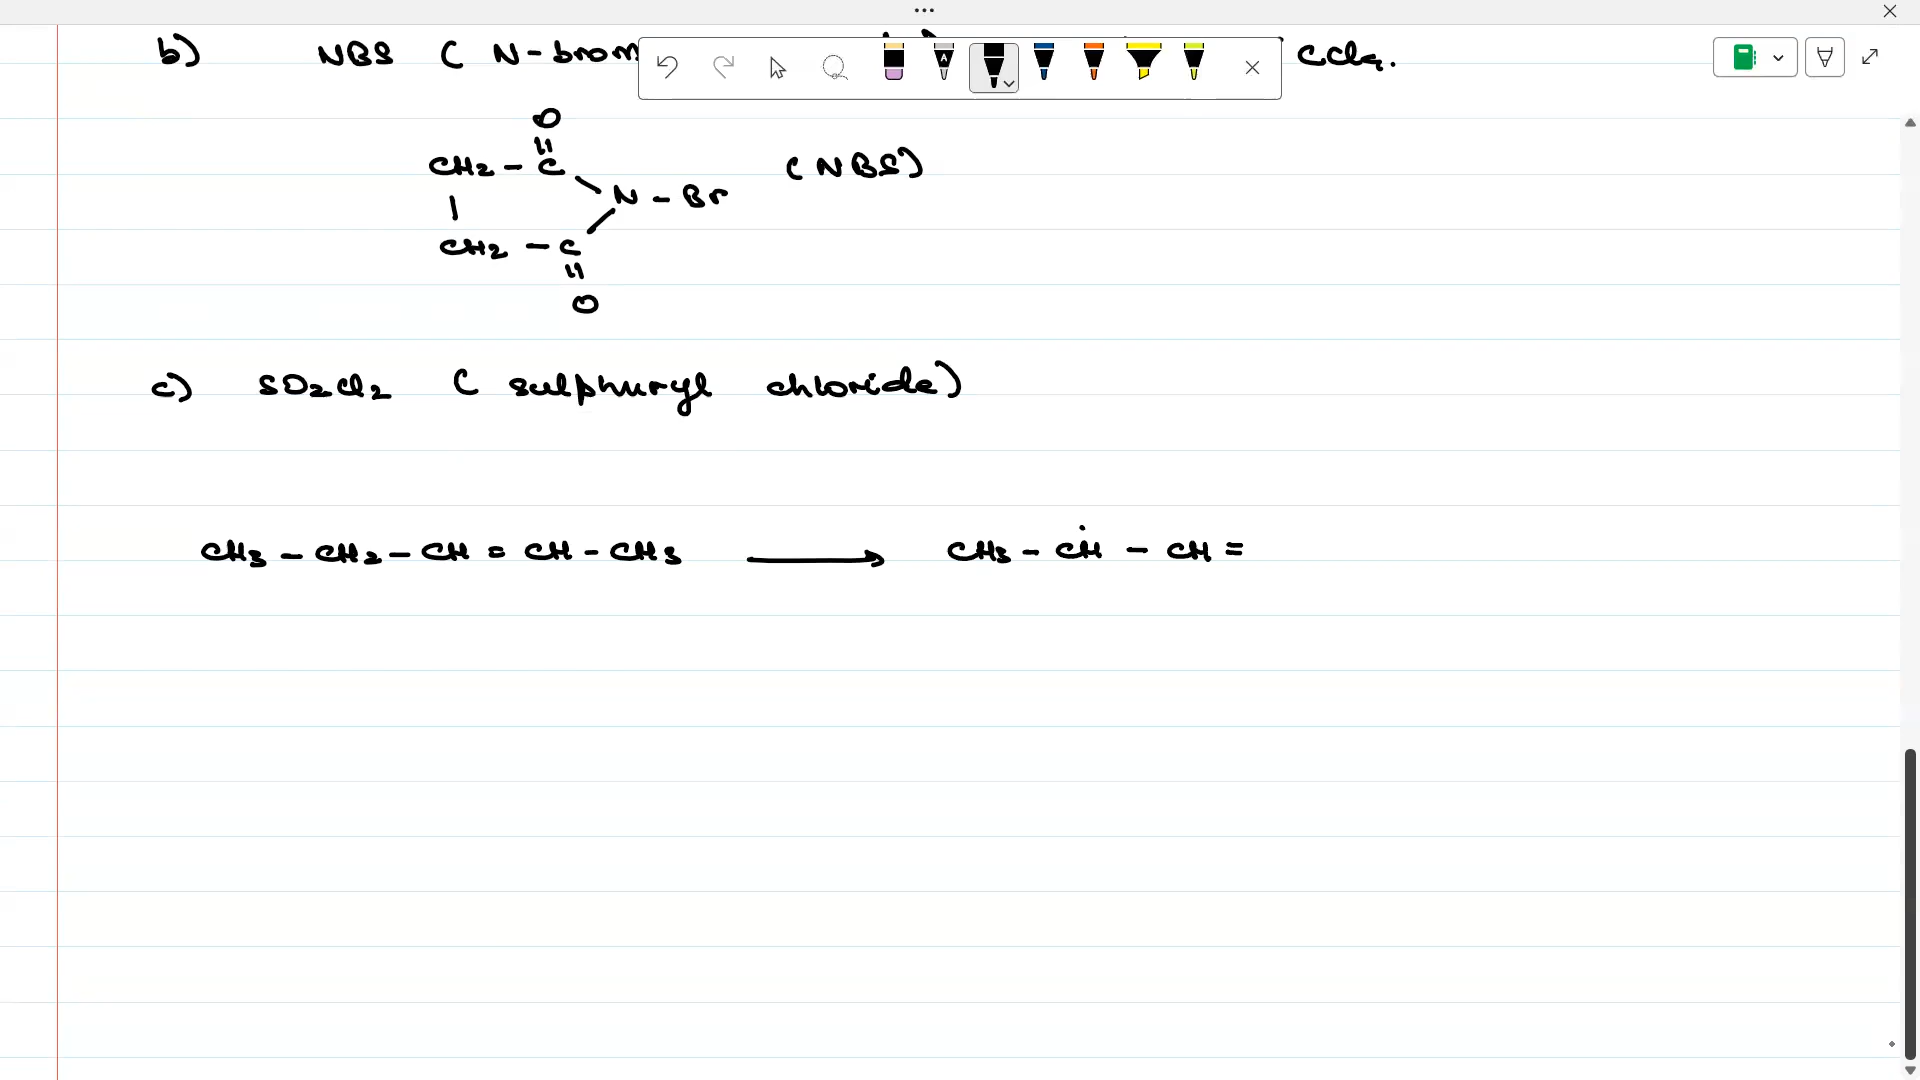 b) NBS ( N-brom CCl4.
O
CH2 - C
N - Br
(NBS)
CH2 - C
O
c) SO2Cl2 ( sulphuryl chloride)
CH3 - CH2 - CH = CH - CH3 ⟶ CH3 - ĊH - CH =